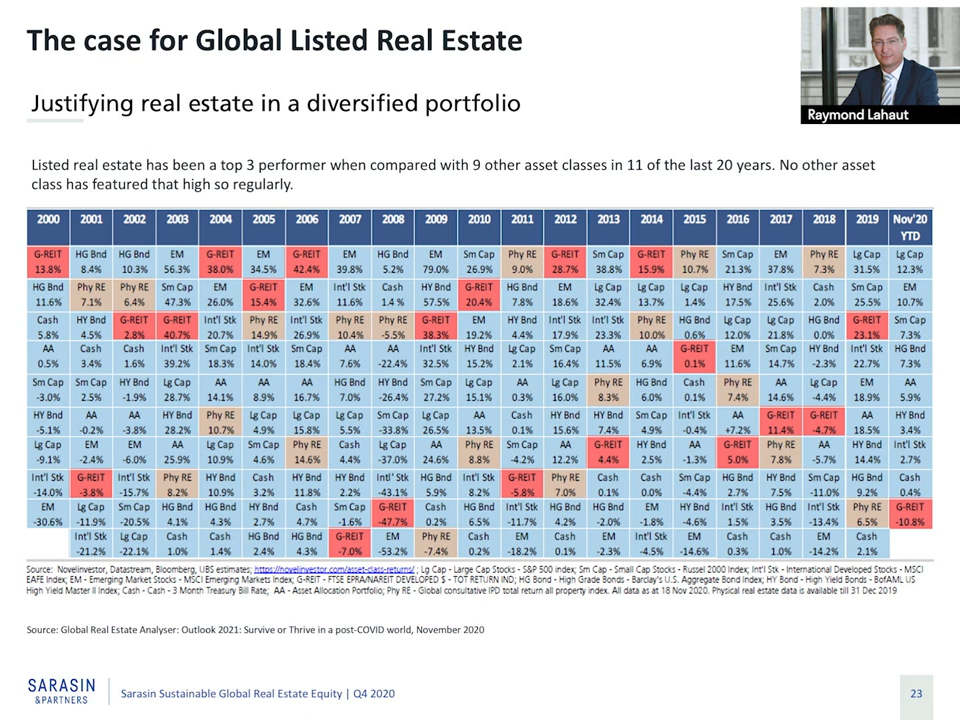 The case for Global Listed Real Estate
Raymond Lahaut
Justifying real estate in a diversified portfolio
Listed real estate has been a top 3 performer when compared with 9 other asset classes in 11 of the last 20 years. No other asset
class has featured that high so regularly.
2000 2001 2002 2003 2004 2005 2006 2007 2008 2009 2010 2011 2012 2013 2014 2015 2016 2017 2018 2019 Nov'20
YTD
G-REIT HG Bnd HG Bnd EM G-REIT EM G-REIT EM HG Bnd EM Sm Cap Phy RE G-REIT Sm Cap G-REIT Phy RE Sm Cap EM Phy RE Lg Cap Lg Cap
13.8% 8.4% 10.3% 56.3% 38.0% 34.5% 42.4% 39.8% 5.2% 79.0% 26.9% 9.0% 28.7% 38.8% 15.9% 10.7% 21.3% 37.8% 7.3% 31.5% 12.3%
HG Bnd Phy RE Phy RE Sm Cap EM G-REIT EM Int'l Stk Cash HY Bnd G-REIT HG Bnd EM Lg Cap Lg Cap Lg Cap HY Bnd Int'l Stk Cash Sm Cap EM
11.6% 7.1% 6.4% 47.3% 26.0% 15.4% 32.6% 11.6% 1.4 % 57.5% 20.4% 7.8% 18.6% 32.4% 13.7% 1.4% 17.5% 25.6% 2.0% 25.5% 10.7%
Cash HY Bnd G-REIT G-REIT Int'l Stk Phy RE Int'l Stk Phy RE Phy RE G-REIT EM HY Bnd Int'l Stk Int'l Stk Phy RE HG Bnd Lg Cap Lg Cap HG Bnd G-REIT Sm Cap
5.8% 4.5% 2.8% 40.7% 20.7% 14.9% 26.9% 10.4% -5.5% 38.3% 19.2% 4.4% 17.9% 23.3% 10.0% 0.6% 12.0% 21.8% 0.0% 23.1% 7.3%
AA Cash Cash Int'l Stk Sm Cap Int'l Stk Sm Cap AA AA Int'l Stk HY Bnd Lg Cap Sm Cap AA AA G-REIT EM Sm Cap HY Bnd Int'l Stk HG Bnd
0.5% 3.4% 1.6% 39.2% 18.3% 14.0% 18.4% 7.6% -22.4% 32.5% 15.2% 2.1% 16.4% 11.5% 6.9% 0.1% 11.6% 14.7% -2.3% 22.7% 7.3%
Sm Cap Sm Cap HY Bnd Lg Cap AA AA AA HG Bnd HY Bnd Sm Cap Lg Cap AA Lg Cap Phy RE HG Bnd Cash Phy RE AA Lg Cap EM AA
-3.0% 2.5% -1.9% 28.7% 14.1% 8.9% 16.7% 7.0% -26.4% 27.2% 15.1% 0.3% 16.0% 8.3% 6.0% 0.1% 7.4% 14.6% -4.4% 18.9% 5.9%
HY Bnd AA AA HY Bnd Phy RE Lg Cap Lg Cap Lg Cap Sm Cap Lg Cap AA Cash HY Bnd HY Bnd Sm Cap Int'l Stk AA G-REIT G-REIT AA HY Bnd
-5.1% -0.2% -3.8% 28.2% 10.7% 4.9% 15.8% 5.5% -33.8% 26.5% 13.5% 0.1% 15.6% 7.4% 4.9% -0.4% +7.2% 11.4% -4.7% 18.5% 3.4%
Lg Cap EM EM AA Lg Cap Sm Cap Phy RE Cash Lg Cap AA Phy RE Sm Cap AA G-REIT HY Bnd AA G-REIT Phy RE AA HY Bnd Int'l Stk
-9.1% -2.4% -6.0% 25.9% 10.9% 4.6% 14.6% 4.4% -37.0% 24.6% 8.8% -4.2% 12.2% 4.4% 2.5% -1.3% 5.0% 7.8% -5.7% 14.4% 2.7%
Int'l Stk G-REIT Int'l Stk Phy RE HY Bnd Cash HY Bnd HY Bnd Intl' Stk HG Bnd Int'l Stk G-REIT Phy RE Cash Cash Sm Cap HG Bnd HY Bnd Sm Cap HG Bnd Cash
-14.0% -3.8% -15.7% 8.2% 10.9% 3.2% 11.8% 2.2% -43.1% 5.9% 8.2% -5.8% 7.0% 0.1% 0.0% -4.4% 2.7% 7.5% -11.0% 9.2% 0.4%
EM Lg Cap Sm Cap HG Bnd HG Bnd HY Bnd Cash Sm Cap G-REIT Cash HG Bnd Int'l Stk HG Bnd HG Bnd EM HY Bnd Int'l Stk HG Bnd Int'l Stk Phy RE G-REIT
-30.6% -11.9% -20.5% 4.1% 4.3% 2.7% 4.7% -1.6% -47.7% 0.2% 6.5% -11.7% 4.2% -2.0% -1.8% -4.6% 1.5% 3.5% -13.4% 6.5% -10.8%
Int'l Stk Lg Cap Cash Cash HG Bnd HG Bnd G-REIT EM Phy RE Cash EM Cash EM Int'l Stk EM Cash Cash EM Cash
-21.2% -22.1% 1.0% 1.4% 2.4% 4.3% -7.0% -53.2% -7.4% 0.2% -18.2% 0.1% -2.3% -4.5% -14.6% 0.3% 1.0% -14.2% 2.1%
Source: Novelinvestor, Datastream, Bloomberg, UBS estimates; https://novelinvestor.com/asset-class-returns/ ; Lg Cap - Large Cap Stocks - S&P 500 index; Sm Cap - Small Cap Stocks - Russel 2000 Index; Int'l Stk - International Developed Stocks - MSCI
EAFE Index; EM - Emerging Market Stocks - MSCI Emerging Markets Index; G-REIT - FTSE EPRA/NAREIT DEVELOPED $ - TOT RETURN IND; HG Bond - High Grade Bonds - Barclay's U.S. Aggregate Bond Index; HY Bond - High Yield Bonds - BofAML US
High Yield Master II Index; Cash - Cash - 3 Month Treasury Bill Rate; AA - Asset Allocation Portfolio; Phy RE - Global consultative IPD total return all property index. All data as at 18 Nov 2020. Physical real estate data is available till 31 Dec 2019
Source: Global Real Estate Analyser: Outlook 2021: Survive or Thrive in a post-COVID world, November 2020
SARASIN
&PARTNERS
Sarasin Sustainable Global Real Estate Equity | Q4 2020
23